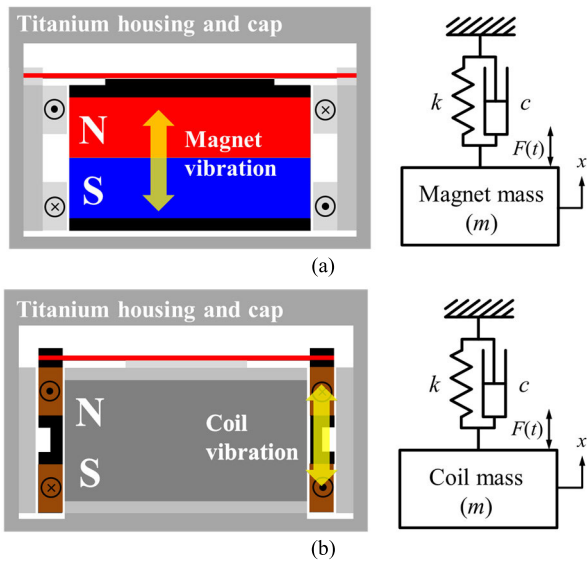 Titanium housing and cap
N
S
Magnet
vibration
k
c
F(t)
x
Magnet mass
(m)
(a)
Titanium housing and cap
N
S
Coil
vibration
k
c
F(t)
x
Coil mass
(m)
(b)